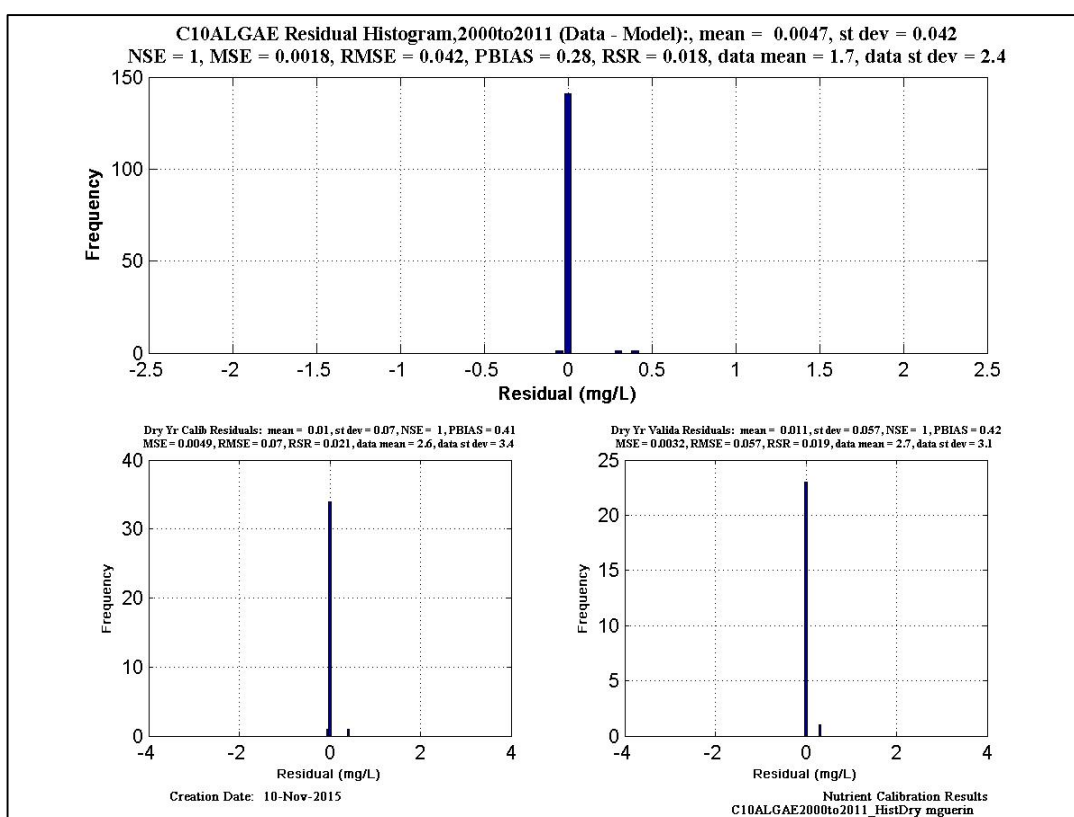 C10ALGAE Residual Histogram,2000to2011 (Data - Model):, mean = 0.0047, st dev = 0.042
NSE = 1, MSE = 0.0018, RMSE = 0.042, PBIAS = 0.28, RSR = 0.018, data mean = 1.7, data st dev = 2.4
150
100
50
0
Frequency
-2.5 -2 -1.5 -1 -0.5 0 0.5 1 1.5 2 2.5
Residual (mg/L)
Dry Yr Calib Residuals: mean = 0.01, st dev = 0.07, NSE = 1, PBIAS = 0.41
MSE = 0.0049, RMSE = 0.07, RSR = 0.021, data mean = 2.6, data st dev = 3.4
40
30
20
10
0
Frequency
-4 -2 0 2 4
Residual (mg/L)
Dry Yr Valida Residuals: mean = 0.011, st dev = 0.057, NSE = 1, PBIAS = 0.42
MSE = 0.0032, RMSE = 0.057, RSR = 0.019, data mean = 2.7, data st dev = 3.1
25
20
15
10
5
0
Frequency
-4 -2 0 2 4
Residual (mg/L)
Creation Date: 10-Nov-2015
Nutrient Calibration Results
C10ALGAE2000to2011_HistDry mguerin